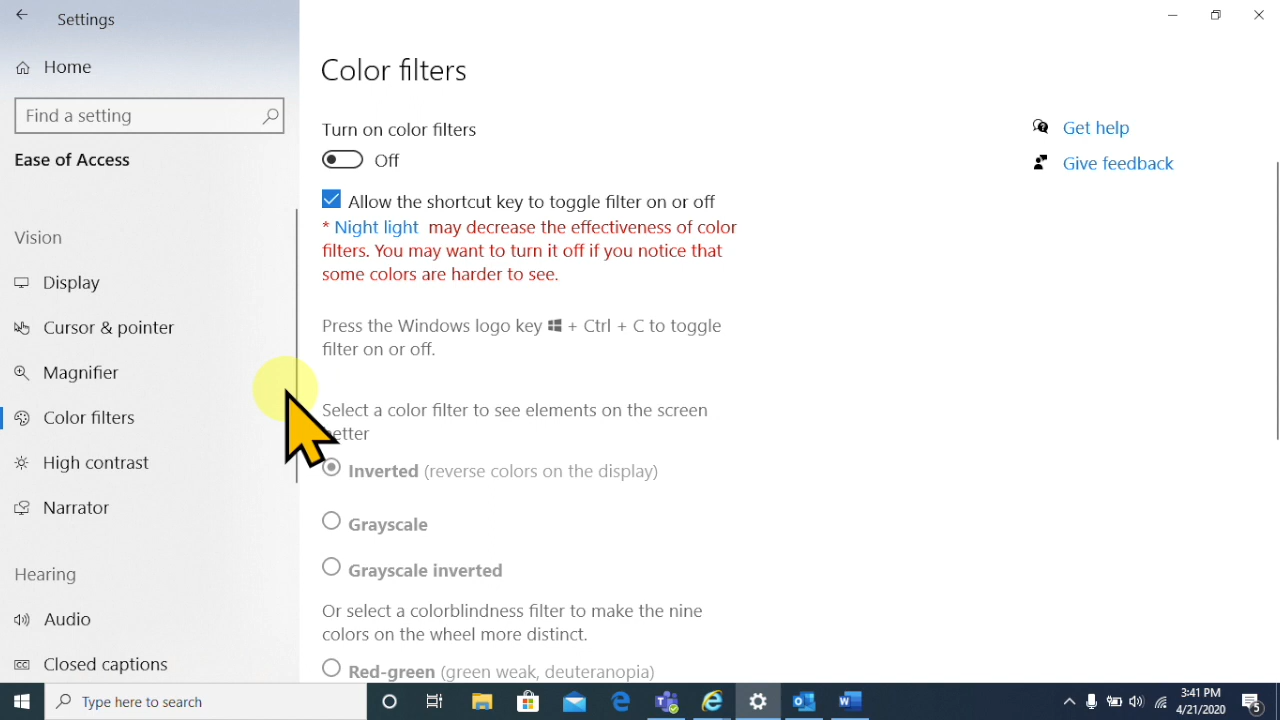 Settings
Home
Find a setting
Ease of Access
Vision
Display
Cursor & pointer
Magnifier
Color filters
High contrast
Narrator
Hearing
Audio
Closed captions
Color filters
Turn on color filters
Off
Allow the shortcut key to toggle filter on or off
* Night light may decrease the effectiveness of color
filters. You may want to turn it off if you notice that
some colors are harder to see.
Press the Windows logo key + Ctrl + C to toggle
filter on or off.
Select a color filter to see elements on the screen
better
Inverted (reverse colors on the display)
Grayscale
Grayscale inverted
Or select a colorblindness filter to make the nine
colors on the wheel more distinct.
Red-green (green weak, deuteranopia)
Get help
Give feedback
Type here to search
3:41 PM
4/21/2020
5